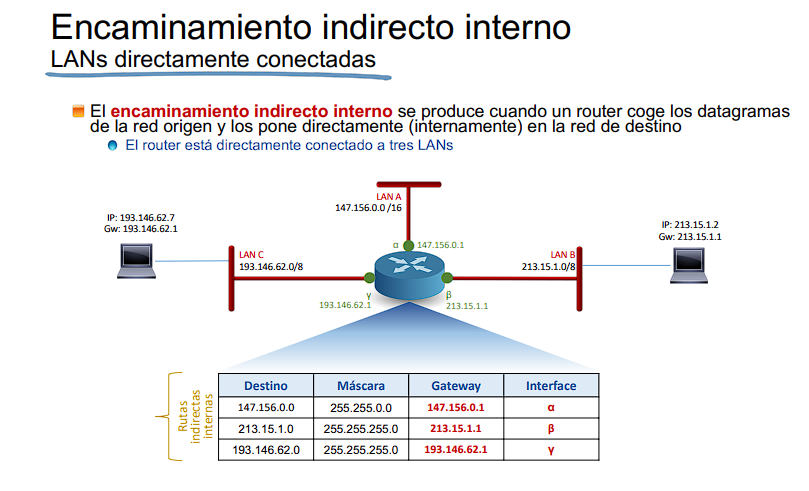 Encaminamiento indirecto interno
LANs directamente conectadas
El encaminamiento indirecto interno se produce cuando un router coge los datagramas
de la red origen y los pone directamente (internamente) en la red de destino
El router está directamente conectado a tres LANs
LAN A
147.156.0.0 /16
IP: 193.146.62.7
Gw: 193.146.62.1
IP: 213.15.1.2
Gw: 213.15.1.1
α 147.156.0.1
LAN C
193.146.62.0/8
LAN B
213.15.1.0/8
γ
193.146.62.1
β
213.15.1.1
Rutas
indirectas
internas
Destino Máscara Gateway Interface
147.156.0.0 255.255.0.0 147.156.0.1 α
213.15.1.0 255.255.255.0 213.15.1.1 β
193.146.62.0 255.255.255.0 193.146.62.1 γ